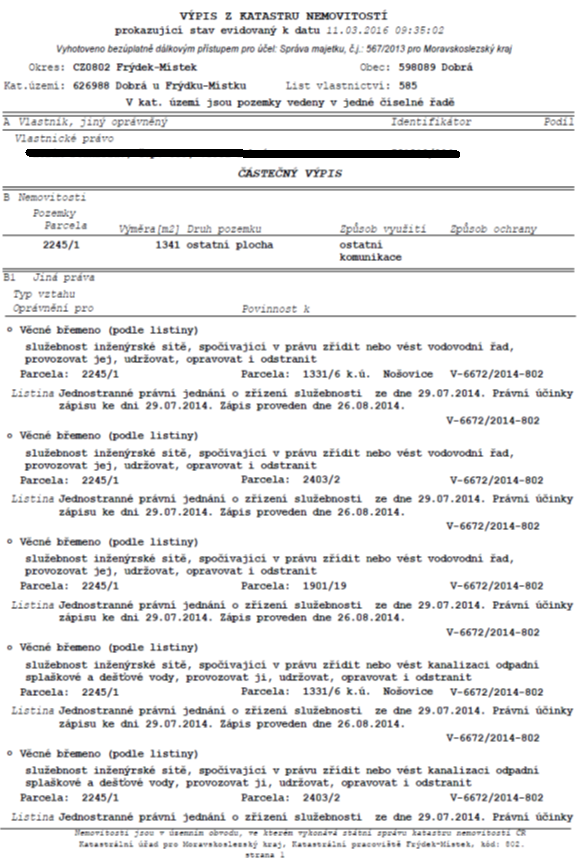 VÝPIS Z KATASTRU NEMOVITOSTÍ
prokazující stav evidovaný k datu 11.03.2016 09:35:02
Vyhotoveno bezúplatně dálkovým přístupem pro účel: Správa majetku, č.j.: 567/2013 pro Moravskoslezský kraj
Okres: CZ0802 Frýdek-Místek Obec: 598089 Dobrá
Kat.území: 626988 Dobrá u Frýdku-Místku List vlastnictví: 585
V kat. území jsou pozemky vedeny v jedné číselné řadě
A Vlastník, jiný oprávněný Identifikátor Podíl
Vlastnické právo
ČÁSTEČNÝ VÝPIS
B Nemovitosti
Pozemky
Parcela Výměra[m2] Druh pozemku Způsob využití Způsob ochrany
2245/1 1341 ostatní plocha ostatní
komunikace
B1 Jiná práva
Typ vztahu
Oprávnění pro Povinnost k
o Věcné břemeno (podle listiny)
služebnost inženýrské sítě, spočívající v právu zřídit nebo vést vodovodní řad,
provozovat jej, udržovat, opravovat i odstranit
Parcela: 2245/1 Parcela: 1331/6 k.ú. Nošovice V-6672/2014-802
Listina Jednostranné právní jednání o zřízení služebnosti ze dne 29.07.2014. Právní účinky
zápisu ke dni 29.07.2014. Zápis proveden dne 26.08.2014.
V-6672/2014-802
o Věcné břemeno (podle listiny)
služebnost inženýrské sítě, spočívající v právu zřídit nebo vést vodovodní řad,
provozovat jej, udržovat, opravovat i odstranit
Parcela: 2245/1 Parcela: 2403/2 V-6672/2014-802
Listina Jednostranné právní jednání o zřízení služebnosti ze dne 29.07.2014. Právní účinky
zápisu ke dni 29.07.2014. Zápis proveden dne 26.08.2014.
V-6672/2014-802
o Věcné břemeno (podle listiny)
služebnost inženýrské sítě, spočívající v právu zřídit nebo vést vodovodní řad,
provozovat jej, udržovat, opravovat i odstranit
Parcela: 2245/1 Parcela: 1901/19 V-6672/2014-802
Listina Jednostranné právní jednání o zřízení služebnosti ze dne 29.07.2014. Právní účinky
zápisu ke dni 29.07.2014. Zápis proveden dne 26.08.2014.
V-6672/2014-802
o Věcné břemeno (podle listiny)
služebnost inženýrské sítě, spočívající v právu zřídit nebo vést kanalizaci odpadní
splaškové a dešťové vody, provozovat ji, udržovat, opravovat i odstranit
Parcela: 2245/1 Parcela: 1331/6 k.ú. Nošovice V-6672/2014-802
Listina Jednostranné právní jednání o zřízení služebnosti ze dne 29.07.2014. Právní účinky
zápisu ke dni 29.07.2014. Zápis proveden dne 26.08.2014.
V-6672/2014-802
o Věcné břemeno (podle listiny)
služebnost inženýrské sítě, spočívající v právu zřídit nebo vést kanalizaci odpadní
splaškové a dešťové vody, provozovat ji, udržovat, opravovat i odstranit
Parcela: 2245/1 Parcela: 2403/2 V-6672/2014-802
Listina Jednostranné právní jednání o zřízení služebnosti ze dne 29.07.2014. Právní účinky
Nemovitosti jsou v územním obvodu, ve kterém vykonává státní správu katastru nemovitostí ČR
Katastrální úřad pro Moravskoslezský kraj, Katastrální pracoviště Frýdek-Místek, kód: 802.
strana 1